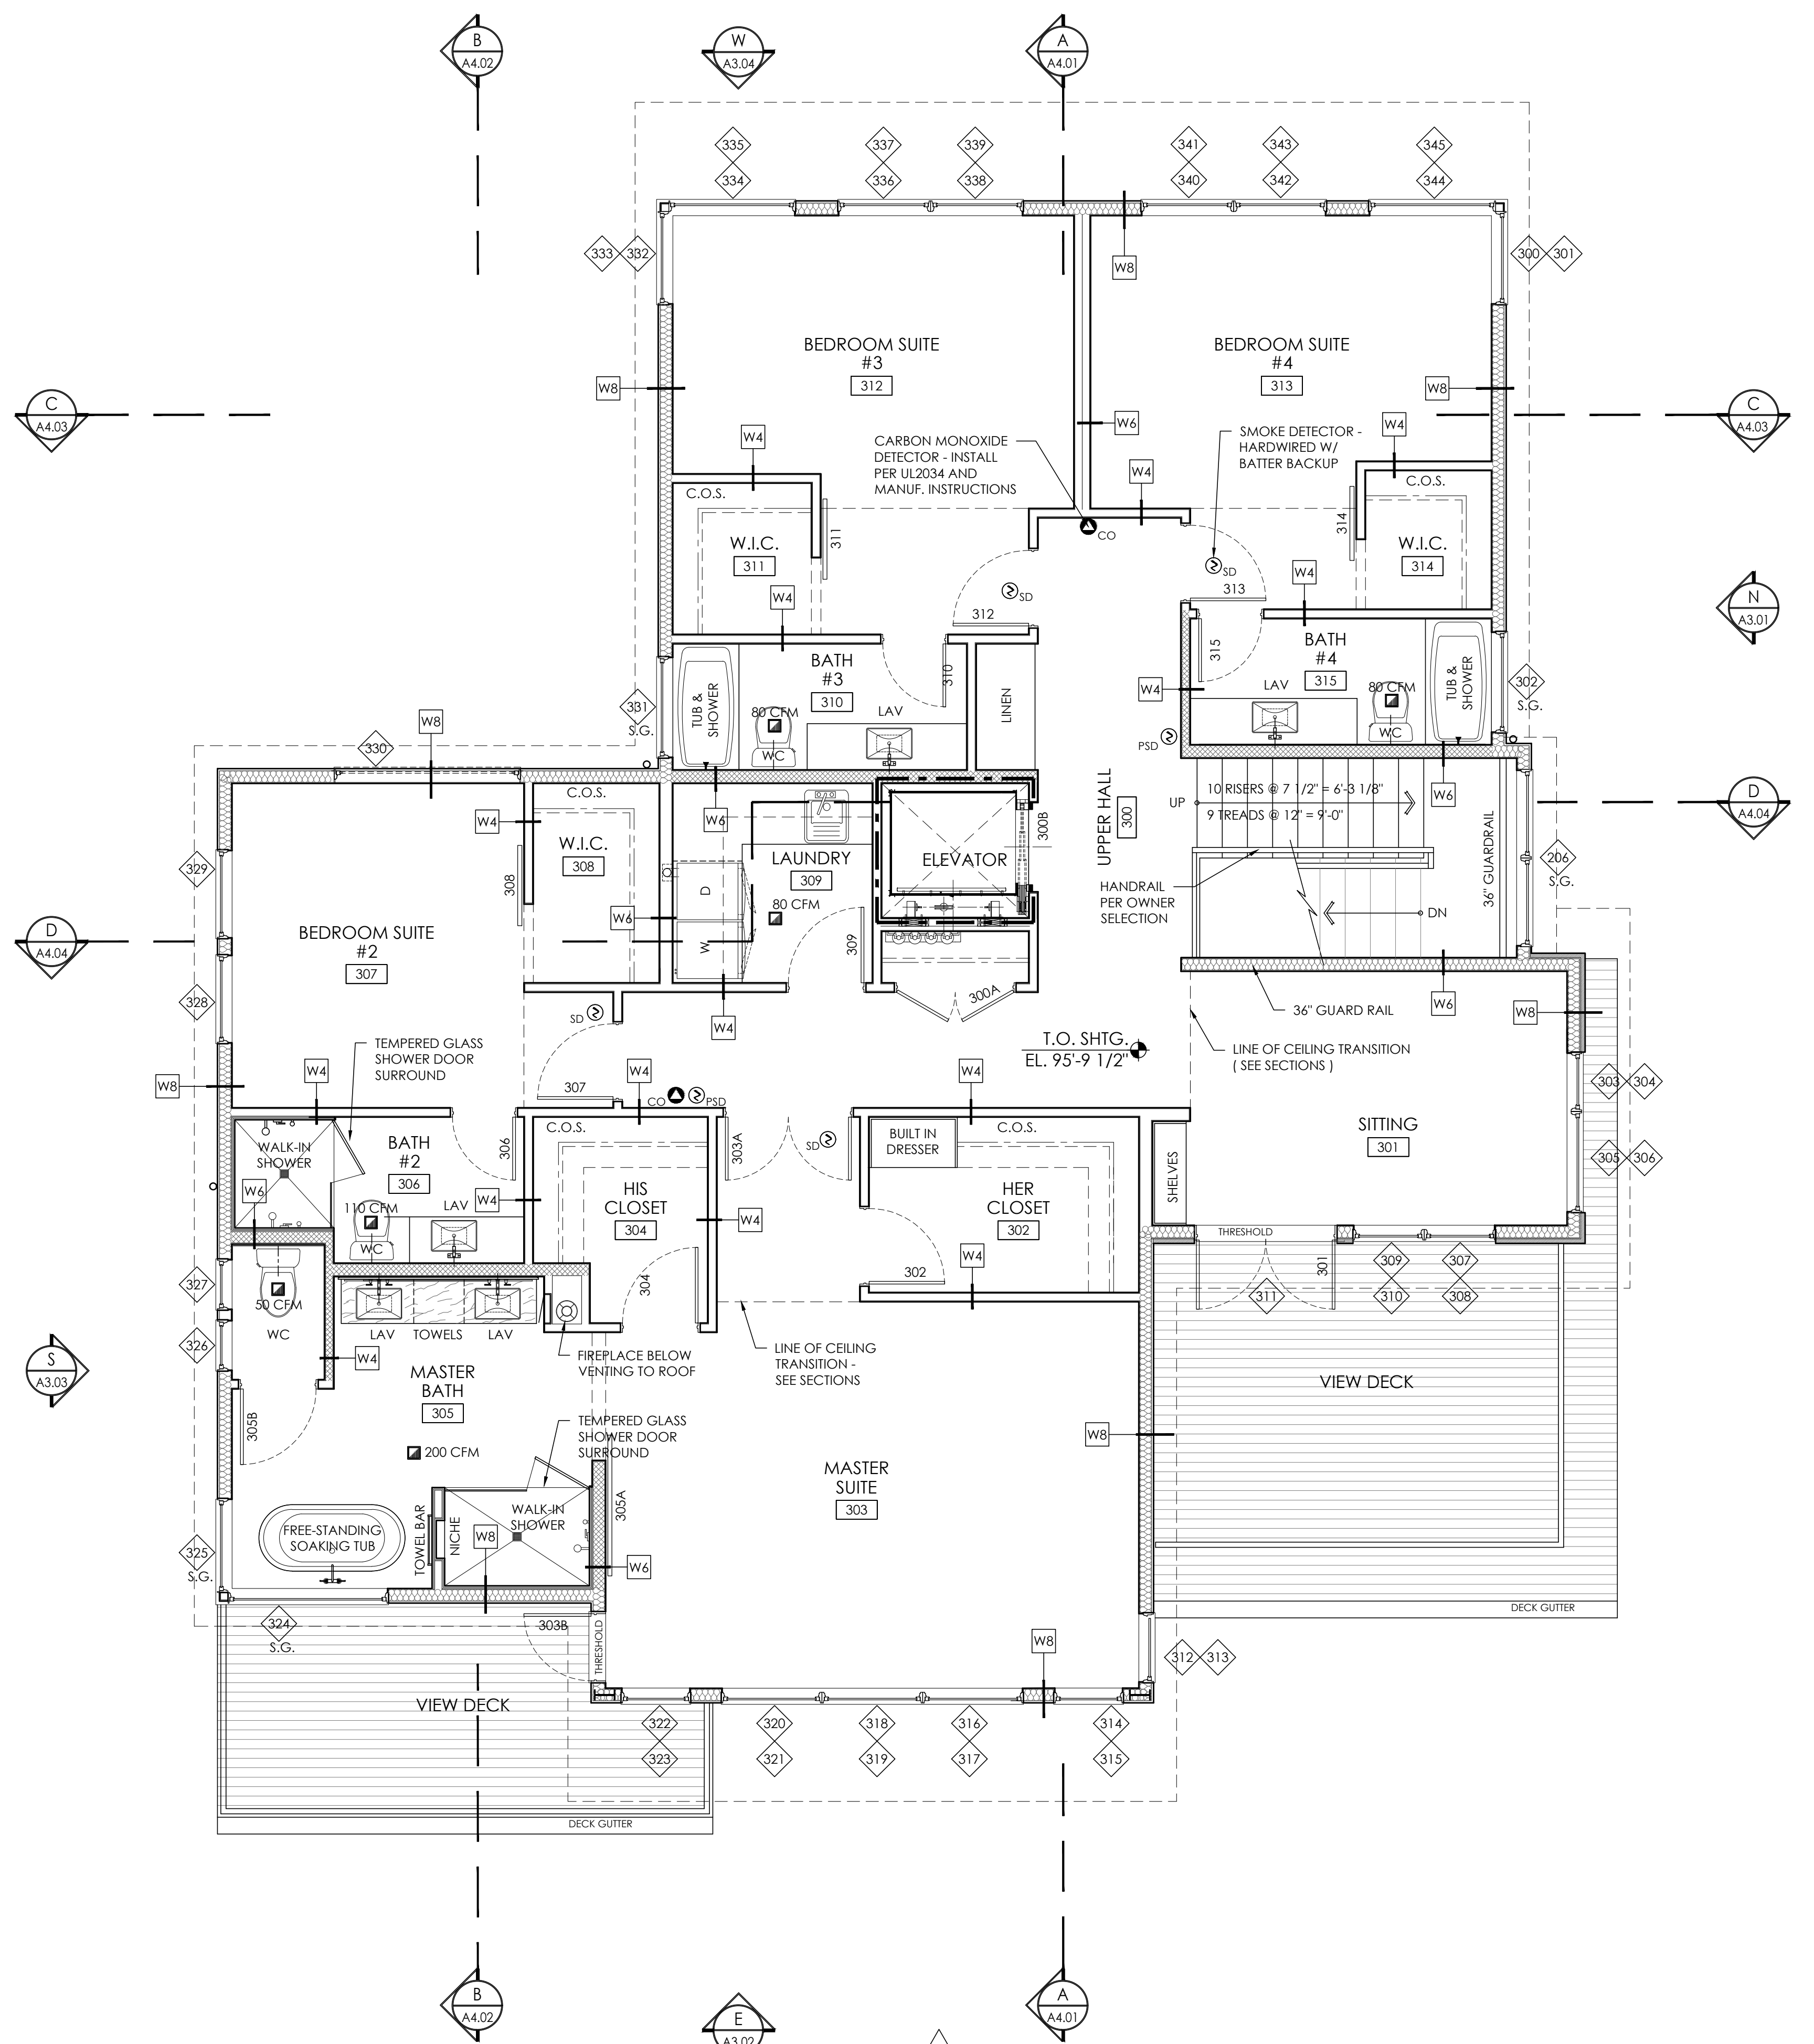 B
A4.02
W
A3.04
A
A4.01
335
334
337
336
339
338
341
340
343
342
345
344
333
332
300
301
W8
BEDROOM SUITE
#3
312
BEDROOM SUITE
#4
313
W8
W8
C
A4.03
C
A4.03
W4
W6
W4
CARBON MONOXIDE
DETECTOR - INSTALL
PER UL2034 AND
MANUF. INSTRUCTIONS
SMOKE DETECTOR -
HARDWIRED W/
BATTER BACKUP
W4
C.O.S.
C.O.S.
311
314
CO
W.I.C.
311
W.I.C.
314
SD
SD
W4
W4
312
313
N
A3.01
BATH
#3
310
310
315
BATH
#4
315
TUB &
SHOWER
80 CFM
WC
LAV
LINEN
W4
LAV
80 CFM
WC
TUB &
SHOWER
331
S.G.
302
S.G.
W8
330
PSD
C.O.S.
W6
W4
W.I.C.
308
308
LAUNDRY
309
80 CFM
D
W
W6
309
ELEVATOR
300B
UPPER HALL
300
UP
10 RISERS @ 7 1/2" = 6'-3 1/8"
9 TREADS @ 12" = 9'-0"
W6
D
A4.04
36" GUARDRAIL
206
S.G.
HANDRAIL
PER OWNER
SELECTION
DN
329
BEDROOM SUITE
#2
307
D
A4.04
328
300A
W4
SD
W6
36" GUARD RAIL
W8
TEMPERED GLASS
SHOWER DOOR
SURROUND
T.O. SHTG.
EL. 95'-9 1/2"
LINE OF CEILING TRANSITION
( SEE SECTIONS )
W8
W4
307
W4
CO
PSD
W4
303
304
WALK-IN
SHOWER
W6
BATH
#2
306
306
C.O.S.
303A
SD
BUILT IN
DRESSER
C.O.S.
SITTING
301
SHELVES
305
306
110 CFM
WC
LAV
W4
HIS
CLOSET
304
W4
HER
CLOSET
302
W4
302
304
THRESHOLD
301
311
309
310
307
308
327
50 CFM
WC
326
LAV
TOWELS
LAV
W4
FIREPLACE BELOW
VENTING TO ROOF
LINE OF CEILING
TRANSITION -
SEE SECTIONS
S
A3.03
MASTER
BATH
305
VIEW DECK
305B
200 CFM
TEMPERED GLASS
SHOWER DOOR
SURROUND
W8
MASTER
SUITE
303
305A
FREE-STANDING
SOAKING TUB
TOWEL BAR
NICHE
WALK-IN
SHOWER
W8
W6
325
S.G.
DECK GUTTER
324
S.G.
303B
THRESHOLD
W8
312
313
VIEW DECK
322
323
320
321
318
319
316
317
314
315
DECK GUTTER
B
A4.02
E
A3.02
A
A4.01